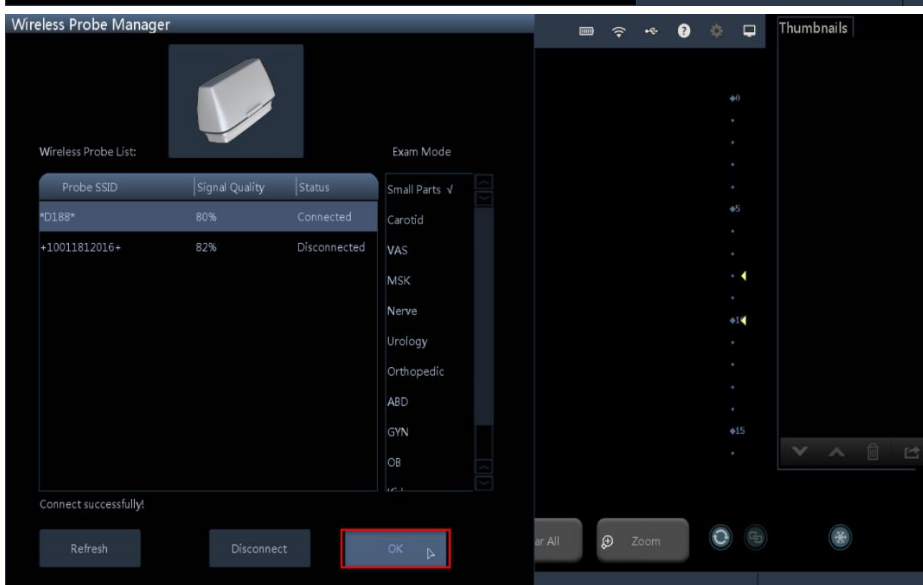 Wireless Probe Manager
Thumbnails
Wireless Probe List:
Exam Mode
Probe SSID Signal Quality Status
*D188* 80% Connected
+10011812016+ 82% Disconnected
Small Parts √
Carotid
VAS
MSK
Nerve
Urology
Orthopedic
ABD
GYN
OB
Connect successfully!
Refresh Disconnect OK
ar All
Zoom
0
5
15